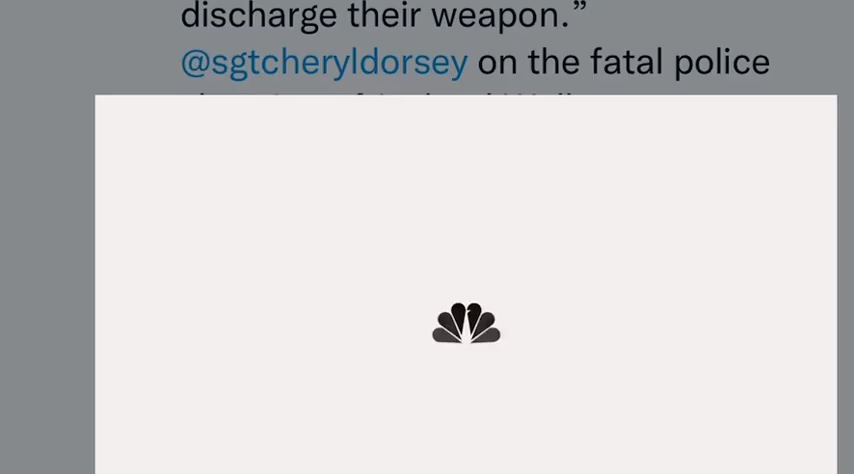 discharge their weapon.”
@sgtcheryldorsey on the fatal police